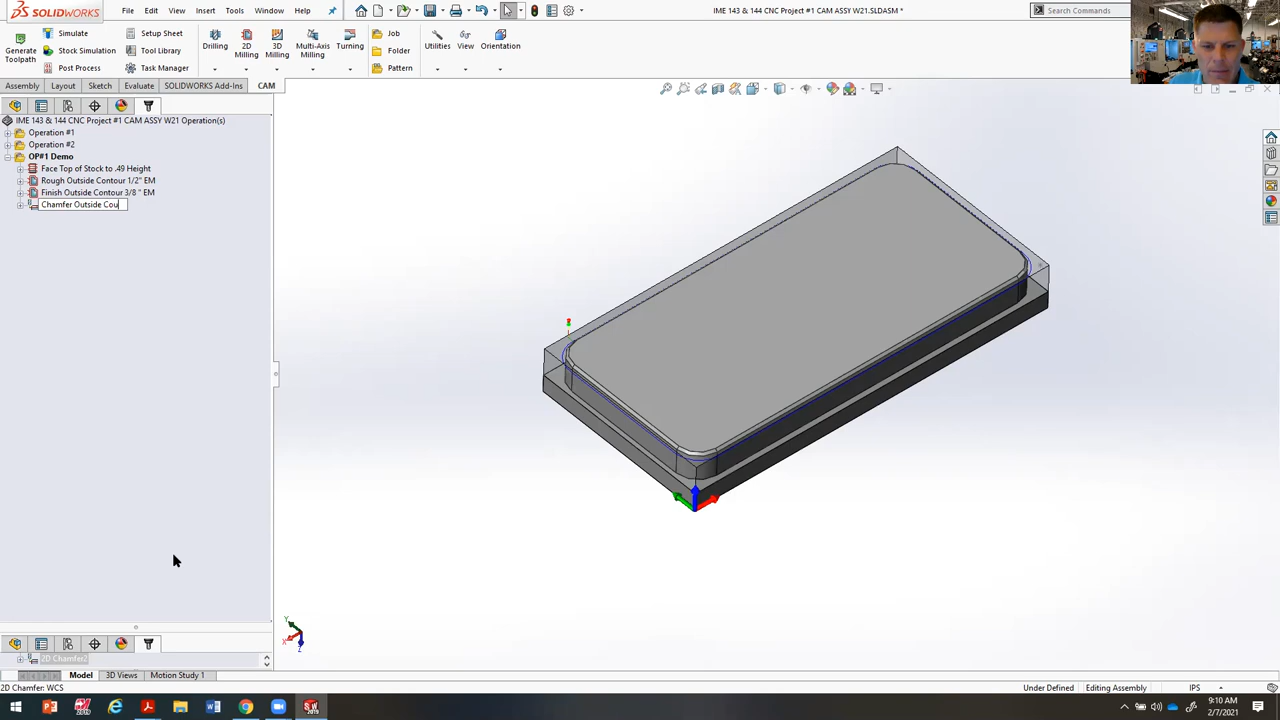 SOLIDWORKS
File Edit View Insert Tools Window Help
IME 143 & 144 CNC Project #1 CAM ASSY W21.SLDASM *
Search Commands
Generate Toolpath
Simulate
Stock Simulation
Post Process
Setup Sheet
Tool Library
Task Manager
Drilling
2D Milling
3D Milling
Multi-Axis Milling
Turning
Job
Folder
Pattern
Utilities
View
Orientation
Assembly Layout Sketch Evaluate SOLIDWORKS Add-Ins CAM
IME 143 & 144 CNC Project #1 CAM ASSY W21 Operation(s)
Operation #1
Operation #2
OP#1 Demo
Face Top of Stock to .49 Height
Rough Outside Contour 1/2" EM
Finish Outside Contour 3/8 " EM
Chamfer Outside Cou
Y
X
Z
2D Chamfer2
Model 3D Views Motion Study 1
2D Chamfer: WCS
Under Defined Editing Assembly IPS
9:10 AM
2/7/2021